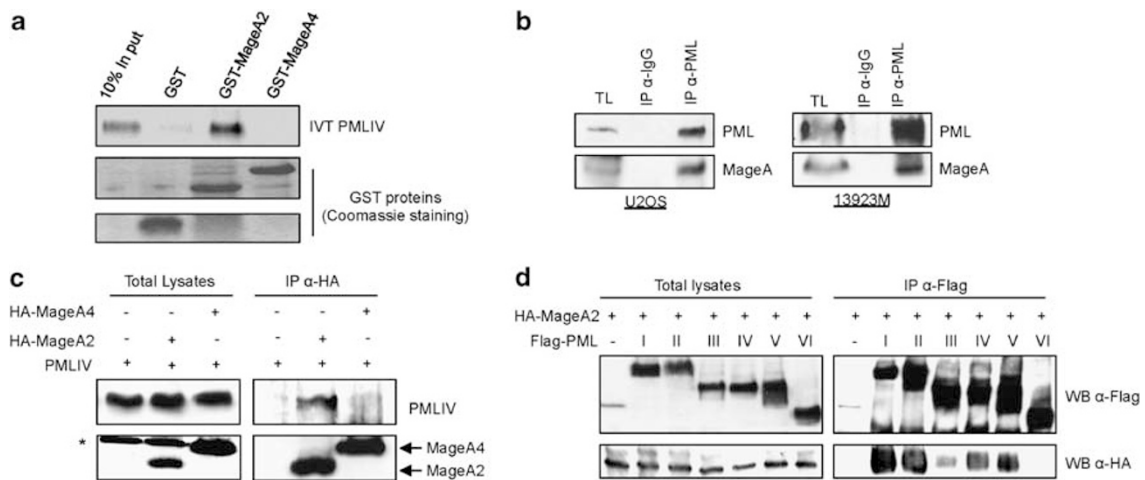 a
10% In put
GST
GST-MageA2
GST-MageA4
IVT PMLIV
GST proteins
(Coomassie staining)
b
TL
IP α-IgG
IP α-PML
PML
MageA
U2OS
TL
IP α-IgG
IP α-PML
PML
MageA
13923M
c
Total Lysates
IP α-HA
HA-MageA4 - - + - - +
HA-MageA2 - + - - + -
PMLIV + + + + + +
PMLIV
*
MageA4
MageA2
d
Total lysates
IP α-Flag
HA-MageA2 + + + + + + + + + + + + + +
Flag-PML - I II III IV V VI - I II III IV V VI
WB α-Flag
WB α-HA